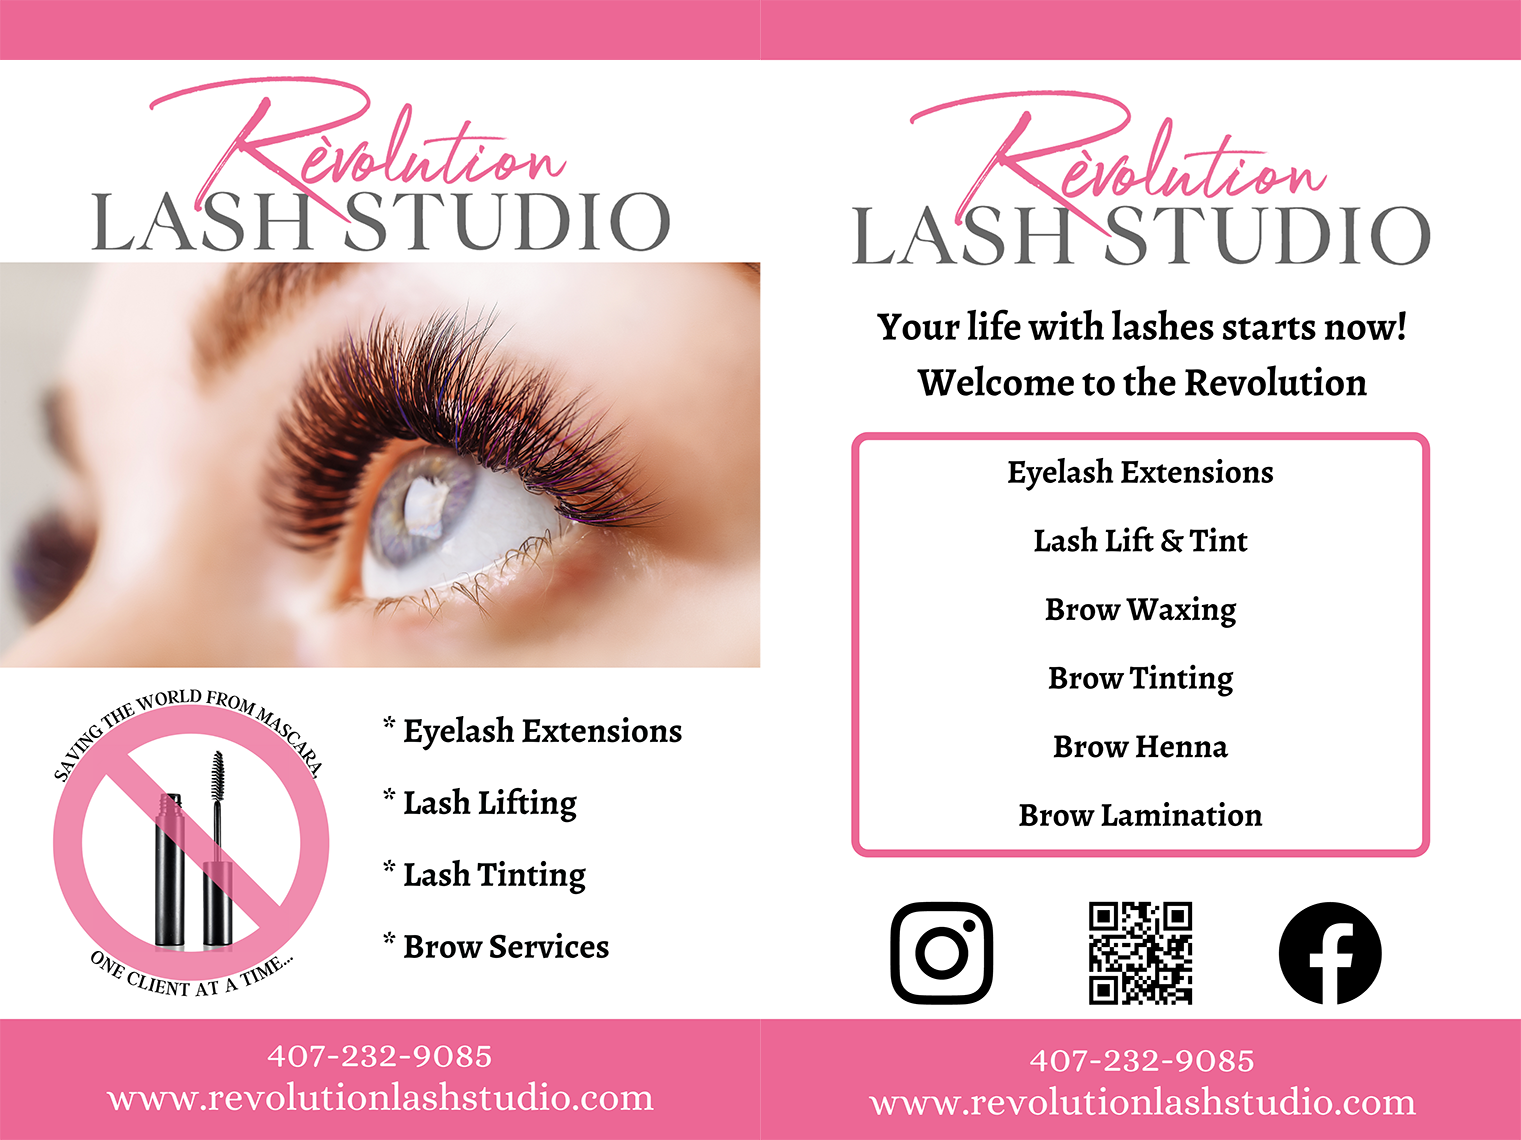 Rèvolution
LASH STUDIO
SAVING THE WORLD FROM MASCARA,
ONE CLIENT AT A TIME...
* Eyelash Extensions
* Lash Lifting
* Lash Tinting
* Brow Services
407-232-9085
www.revolutionlashstudio.com
Rèvolution
LASH STUDIO
Your life with lashes starts now!
Welcome to the Revolution
Eyelash Extensions
Lash Lift & Tint
Brow Waxing
Brow Tinting
Brow Henna
Brow Lamination
407-232-9085
www.revolutionlashstudio.com